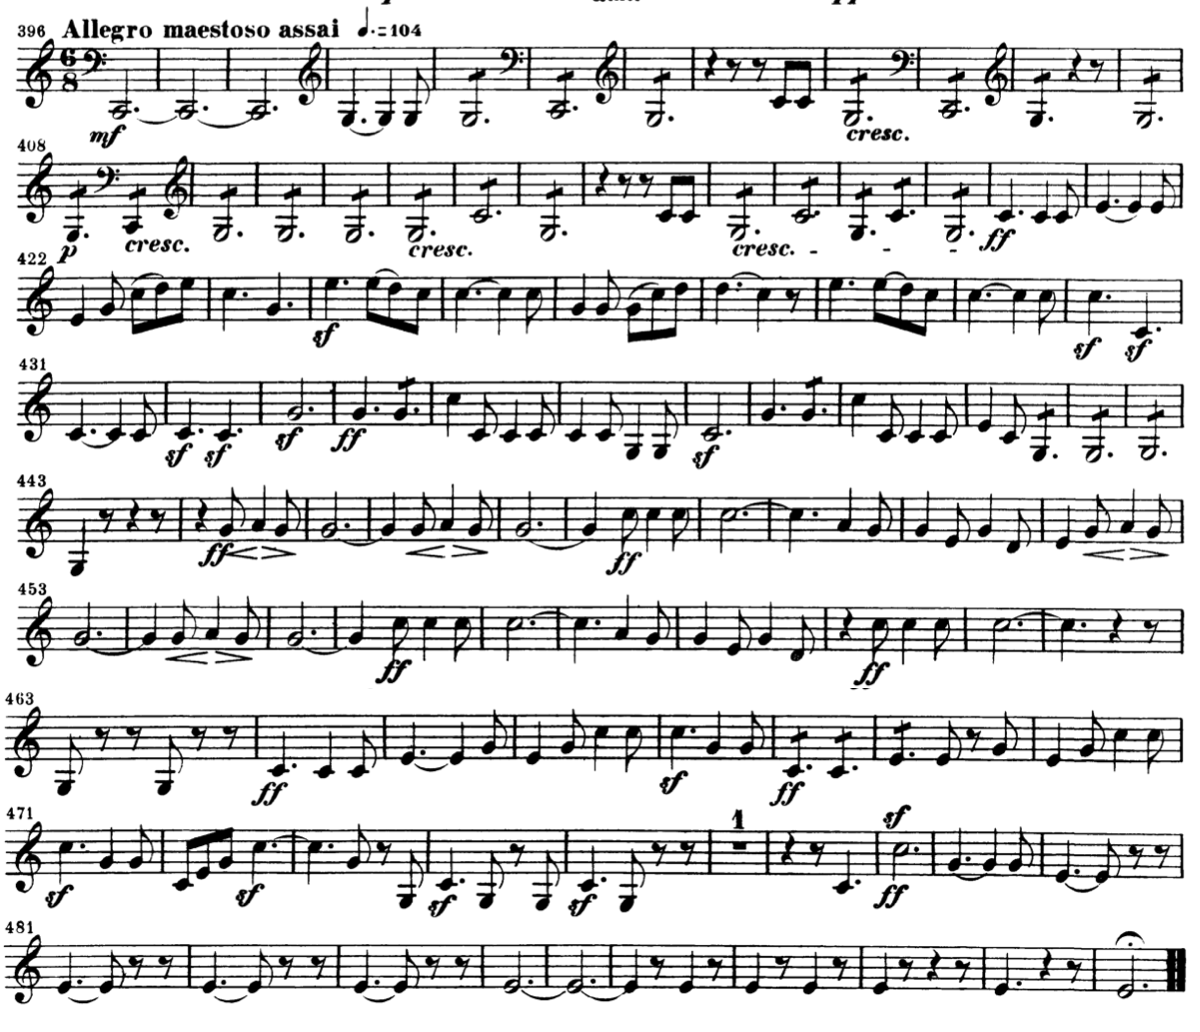 396 Allegro maestoso assai ♩.=104
6
8
mf
cresc.
408
p cresc. cresc. cresc. - - - ff
422
sf sf sf
431
sf sf sf ff sf
443
ff ff
453
ff ff
463
ff sf ff
471
1 sf
sf sf sf sf ff
481